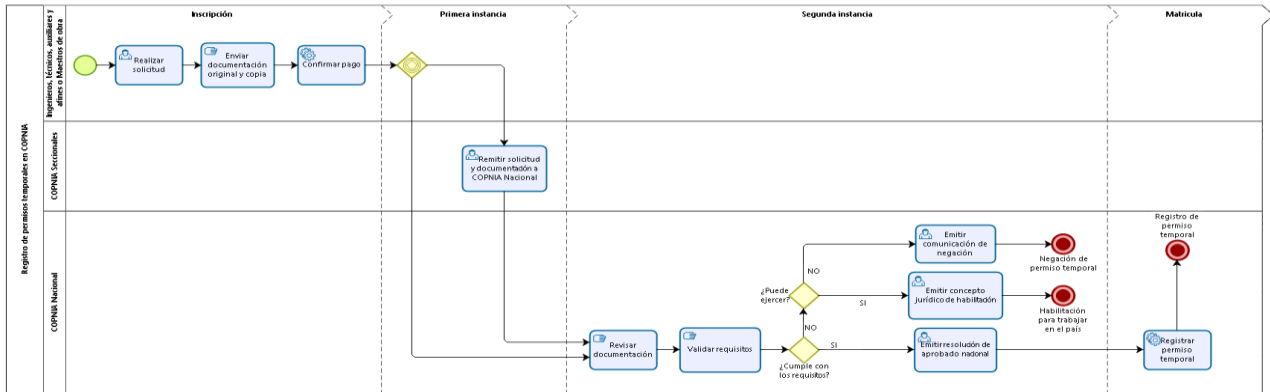 Inscripción
Primera instancia
Segunda instancia
Matricula
Registro de permisos temporales en COPNIA
Ingenieros, técnicos, auxiliares y
afines o Maestros de obra
Realizar
solicitud
Enviar
documentación
original y copia
Confirmar pago
COPNIA Seccionales
Remitir solicitud
y documentación a
COPNIA Nacional
COPNIA Nacional
Revisar
documentación
Validar requisitos
¿Cumple con
los requisitos?
NO
SI
¿Puede
ejercer?
NO
SI
Emitir
comunicación de
negación
Negación de
permiso temporal
Emitir concepto
jurídico de habilitación
Habilitación
para trabajar
en el país
Emitir resolución de
aprobado nacional
Registrar
permiso
temporal
Registro de
permiso
temporal